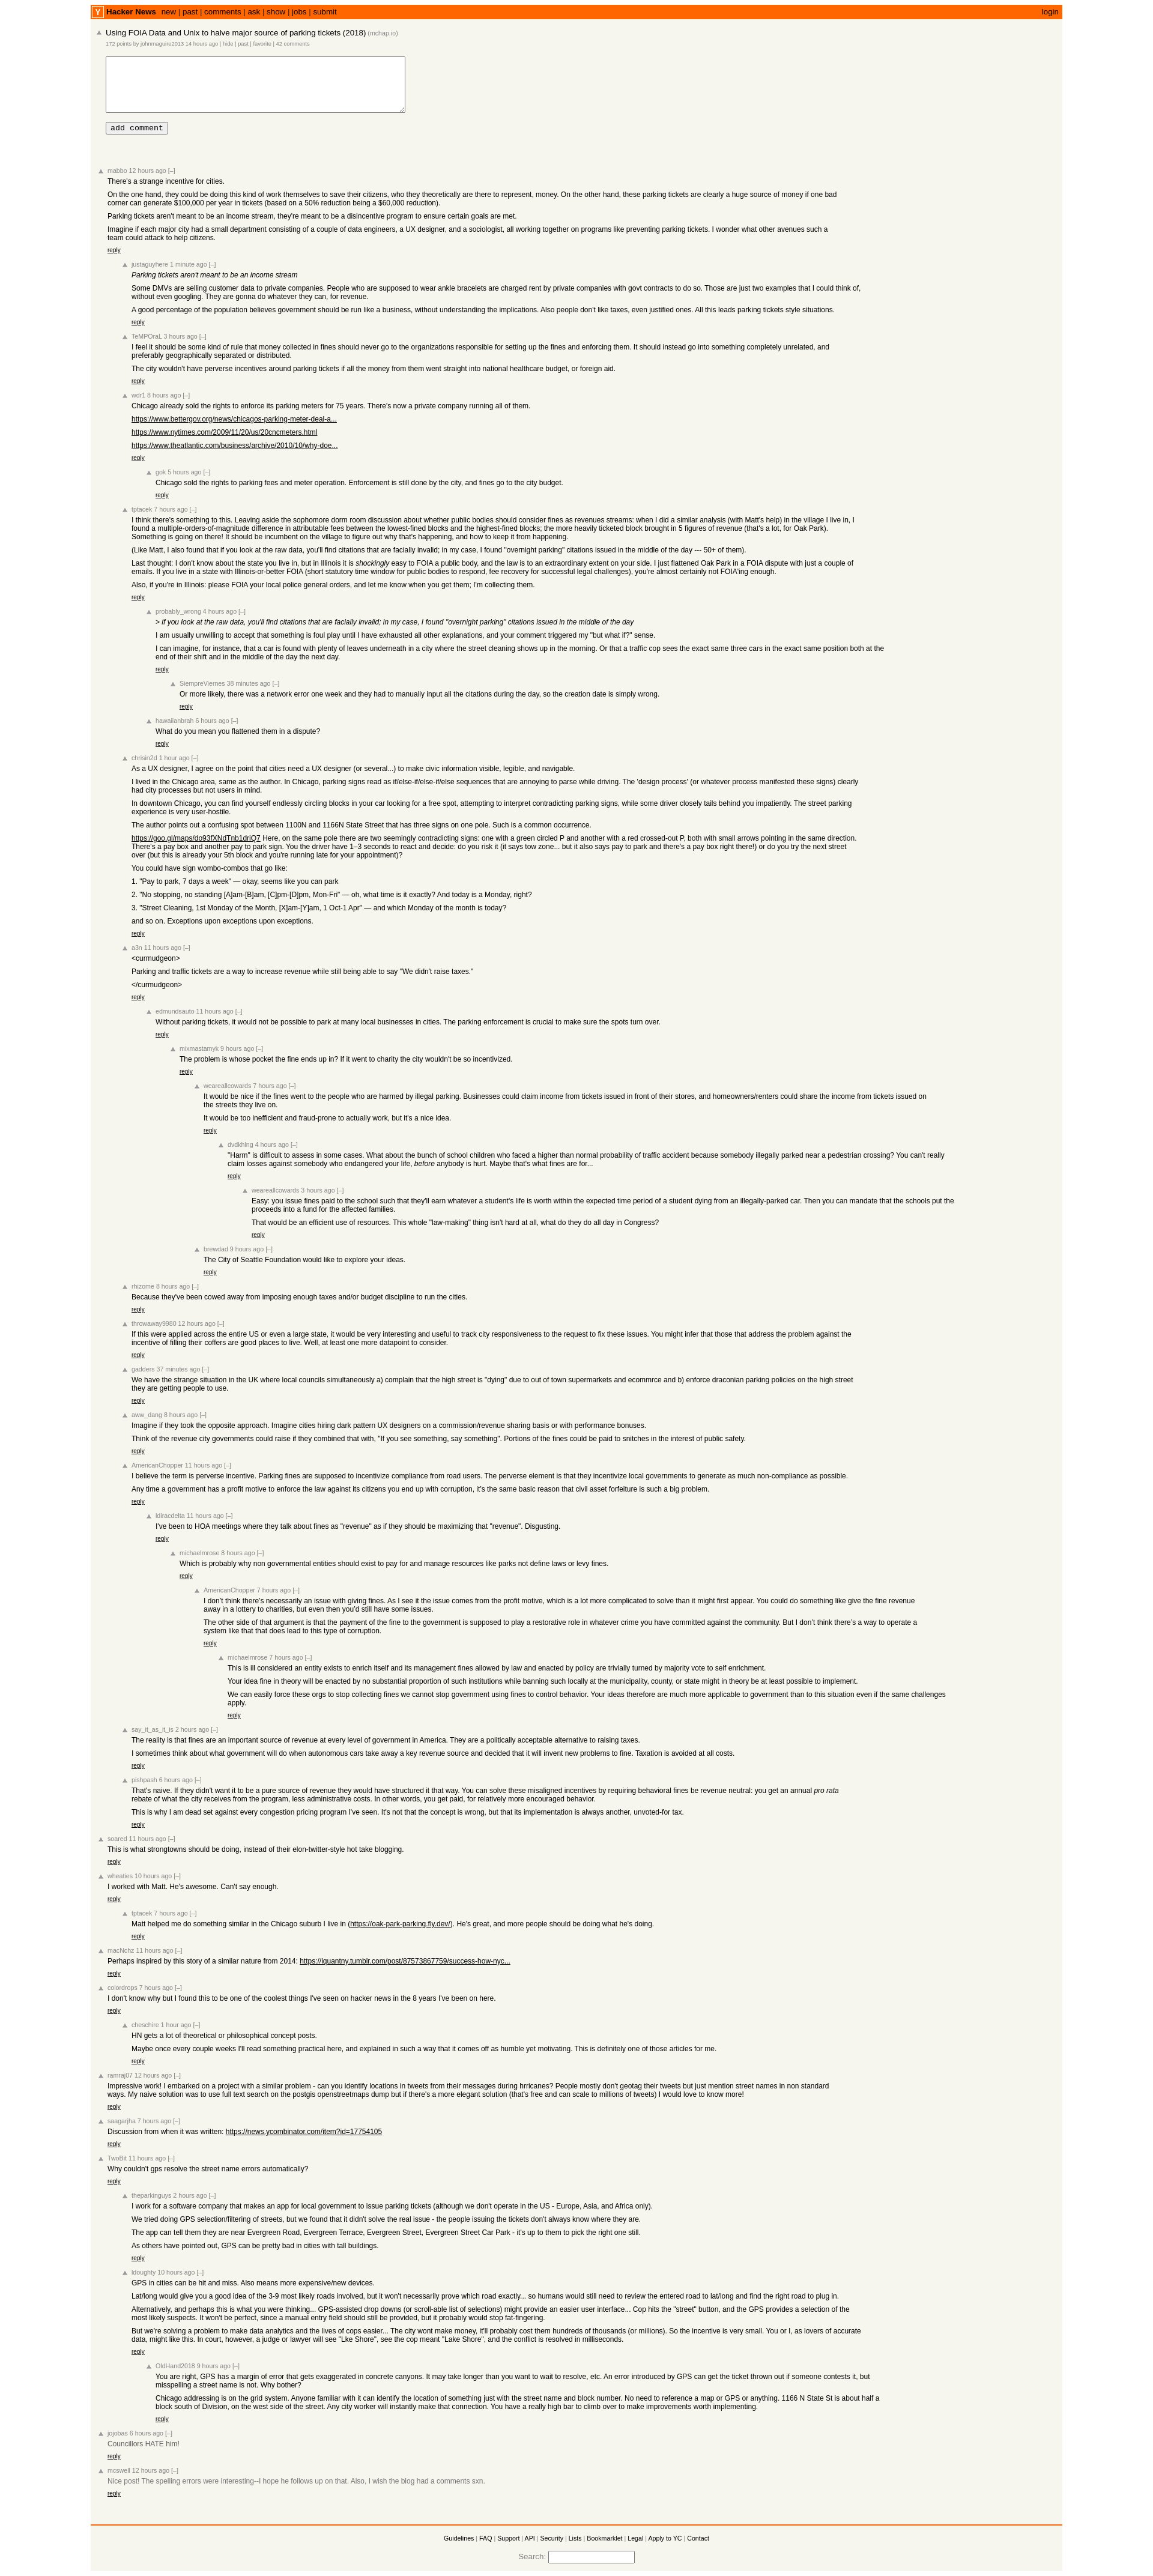 Y Hacker News new | past | comments | ask | show | jobs | submit login
Using FOIA Data and Unix to halve major source of parking tickets (2018) (mchap.io)
172 points by johnmaguire2013 14 hours ago | hide | past | favorite | 42 comments
add comment
mabbo 12 hours ago [–]
There's a strange incentive for cities.
On the one hand, they could be doing this kind of work themselves to save their citizens, who they theoretically are there to represent, money. On the other hand, these parking tickets are clearly a huge source of money if one bad
corner can generate $100,000 per year in tickets (based on a 50% reduction being a $60,000 reduction).
Parking tickets aren't meant to be an income stream, they're meant to be a disincentive program to ensure certain goals are met.
Imagine if each major city had a small department consisting of a couple of data engineers, a UX designer, and a sociologist, all working together on programs like preventing parking tickets. I wonder what other avenues such a
team could attack to help citizens.
reply
justaguyhere 1 minute ago [–]
Parking tickets aren't meant to be an income stream
Some DMVs are selling customer data to private companies. People who are supposed to wear ankle bracelets are charged rent by private companies with govt contracts to do so. Those are just two examples that I could think of,
without even googling. They are gonna do whatever they can, for revenue.
A good percentage of the population believes government should be run like a business, without understanding the implications. Also people don't like taxes, even justified ones. All this leads parking tickets style situations.
reply
TeMPOraL 3 hours ago [–]
I feel it should be some kind of rule that money collected in fines should never go to the organizations responsible for setting up the fines and enforcing them. It should instead go into something completely unrelated, and
preferably geographically separated or distributed.
The city wouldn't have perverse incentives around parking tickets if all the money from them went straight into national healthcare budget, or foreign aid.
reply
wdr1 8 hours ago [–]
Chicago already sold the rights to enforce its parking meters for 75 years. There's now a private company running all of them.
https://www.bettergov.org/news/chicagos-parking-meter-deal-a...
https://www.nytimes.com/2009/11/20/us/20cncmeters.html
https://www.theatlantic.com/business/archive/2010/10/why-doe...
reply
gok 5 hours ago [–]
Chicago sold the rights to parking fees and meter operation. Enforcement is still done by the city, and fines go to the city budget.
reply
tptacek 7 hours ago [–]
I think there's something to this. Leaving aside the sophomore dorm room discussion about whether public bodies should consider fines as revenues streams: when I did a similar analysis (with Matt's help) in the village I live in, I
found a multiple-orders-of-magnitude difference in attributable fees between the lowest-fined blocks and the highest-fined blocks; the more heavily ticketed block brought in 5 figures of revenue (that's a lot, for Oak Park).
Something is going on there! It should be incumbent on the village to figure out why that's happening, and how to keep it from happening.
(Like Matt, I also found that if you look at the raw data, you'll find citations that are facially invalid; in my case, I found "overnight parking" citations issued in the middle of the day --- 50+ of them).
Last thought: I don't know about the state you live in, but in Illinois it is shockingly easy to FOIA a public body, and the law is to an extraordinary extent on your side. I just flattened Oak Park in a FOIA dispute with just a couple of
emails. If you live in a state with Illinois-or-better FOIA (short statutory time window for public bodies to respond, fee recovery for successful legal challenges), you're almost certainly not FOIA'ing enough.
Also, if you're in Illinois: please FOIA your local police general orders, and let me know when you get them; I'm collecting them.
reply
probably_wrong 4 hours ago [–]
> if you look at the raw data, you'll find citations that are facially invalid; in my case, I found "overnight parking" citations issued in the middle of the day
I am usually unwilling to accept that something is foul play until I have exhausted all other explanations, and your comment triggered my "but what if?" sense.
I can imagine, for instance, that a car is found with plenty of leaves underneath in a city where the street cleaning shows up in the morning. Or that a traffic cop sees the exact same three cars in the exact same position both at the
end of their shift and in the middle of the day the next day.
reply
SiempreViernes 38 minutes ago [–]
Or more likely, there was a network error one week and they had to manually input all the citations during the day, so the creation date is simply wrong.
reply
hawaiianbrah 6 hours ago [–]
What do you mean you flattened them in a dispute?
reply
chrisin2d 1 hour ago [–]
As a UX designer, I agree on the point that cities need a UX designer (or several...) to make civic information visible, legible, and navigable.
I lived in the Chicago area, same as the author. In Chicago, parking signs read as if/else-if/else-if/else sequences that are annoying to parse while driving. The 'design process' (or whatever process manifested these signs) clearly
had city processes but not users in mind.
In downtown Chicago, you can find yourself endlessly circling blocks in your car looking for a free spot, attempting to interpret contradicting parking signs, while some driver closely tails behind you impatiently. The street parking
experience is very user-hostile.
The author points out a confusing spot between 1100N and 1166N State Street that has three signs on one pole. Such is a common occurrence.
https://goo.gl/maps/do93fXNdTnb1driQ7 Here, on the same pole there are two seemingly contradicting signs: one with a green circled P and another with a red crossed-out P, both with small arrows pointing in the same direction.
There's a pay box and another pay to park sign. You the driver have 1–3 seconds to react and decide: do you risk it (it says tow zone... but it also says pay to park and there's a pay box right there!) or do you try the next street
over (but this is already your 5th block and you're running late for your appointment)?
You could have sign wombo-combos that go like:
1. "Pay to park, 7 days a week" — okay, seems like you can park
2. "No stopping, no standing [A]am-[B]am, [C]pm-[D]pm, Mon-Fri" — oh, what time is it exactly? And today is a Monday, right?
3. "Street Cleaning, 1st Monday of the Month, [X]am-[Y]am, 1 Oct-1 Apr" — and which Monday of the month is today?
and so on. Exceptions upon exceptions upon exceptions.
reply
a3n 11 hours ago [–]
<curmudgeon>
Parking and traffic tickets are a way to increase revenue while still being able to say "We didn't raise taxes."
</curmudgeon>
reply
edmundsauto 11 hours ago [–]
Without parking tickets, it would not be possible to park at many local businesses in cities. The parking enforcement is crucial to make sure the spots turn over.
reply
mixmastamyk 9 hours ago [–]
The problem is whose pocket the fine ends up in? If it went to charity the city wouldn't be so incentivized.
reply
weareallcowards 7 hours ago [–]
It would be nice if the fines went to the people who are harmed by illegal parking. Businesses could claim income from tickets issued in front of their stores, and homeowners/renters could share the income from tickets issued on
the streets they live on.
It would be too inefficient and fraud-prone to actually work, but it's a nice idea.
reply
dvdkhlng 4 hours ago [–]
"Harm" is difficult to assess in some cases. What about the bunch of school children who faced a higher than normal probability of traffic accident because somebody illegally parked near a pedestrian crossing? You can't really
claim losses against somebody who endangered your life, before anybody is hurt. Maybe that's what fines are for...
reply
weareallcowards 3 hours ago [–]
Easy: you issue fines paid to the school such that they'll earn whatever a student's life is worth within the expected time period of a student dying from an illegally-parked car. Then you can mandate that the schools put the
proceeds into a fund for the affected families.
That would be an efficient use of resources. This whole "law-making" thing isn't hard at all, what do they do all day in Congress?
reply
brewdad 9 hours ago [–]
The City of Seattle Foundation would like to explore your ideas.
reply
rhizome 8 hours ago [–]
Because they've been cowed away from imposing enough taxes and/or budget discipline to run the cities.
reply
throwaway9980 12 hours ago [–]
If this were applied across the entire US or even a large state, it would be very interesting and useful to track city responsiveness to the request to fix these issues. You might infer that those that address the problem against the
incentive of filling their coffers are good places to live. Well, at least one more datapoint to consider.
reply
gadders 37 minutes ago [–]
We have the strange situation in the UK where local councils simultaneously a) complain that the high street is "dying" due to out of town supermarkets and ecommrce and b) enforce draconian parking policies on the high street
they are getting people to use.
reply
aww_dang 8 hours ago [–]
Imagine if they took the opposite approach. Imagine cities hiring dark pattern UX designers on a commission/revenue sharing basis or with performance bonuses.
Think of the revenue city governments could raise if they combined that with, "If you see something, say something". Portions of the fines could be paid to snitches in the interest of public safety.
reply
AmericanChopper 11 hours ago [–]
I believe the term is perverse incentive. Parking fines are supposed to incentivize compliance from road users. The perverse element is that they incentivize local governments to generate as much non-compliance as possible.
Any time a government has a profit motive to enforce the law against its citizens you end up with corruption, it's the same basic reason that civil asset forfeiture is such a big problem.
reply
idiracdelta 11 hours ago [–]
I've been to HOA meetings where they talk about fines as "revenue" as if they should be maximizing that "revenue". Disgusting.
reply
michaelmrose 8 hours ago [–]
Which is probably why non governmental entities should exist to pay for and manage resources like parks not define laws or levy fines.
reply
AmericanChopper 7 hours ago [–]
I don't think there's necessarily an issue with giving fines. As I see it the issue comes from the profit motive, which is a lot more complicated to solve than it might first appear. You could do something like give the fine revenue
away in a lottery to charities, but even then you'd still have some issues.
The other side of that argument is that the payment of the fine to the government is supposed to play a restorative role in whatever crime you have committed against the community. But I don't think there's a way to operate a
system like that that does lead to this type of corruption.
reply
michaelmrose 7 hours ago [–]
This is ill considered an entity exists to enrich itself and its management fines allowed by law and enacted by policy are trivially turned by majority vote to self enrichment.
Your idea fine in theory will be enacted by no substantial proportion of such institutions while banning such locally at the municipality, county, or state might in theory be at least possible to implement.
We can easily force these orgs to stop collecting fines we cannot stop government using fines to control behavior. Your ideas therefore are much more applicable to government than to this situation even if the same challenges
apply.
reply
say_it_as_it_is 2 hours ago [–]
The reality is that fines are an important source of revenue at every level of government in America. They are a politically acceptable alternative to raising taxes.
I sometimes think about what government will do when autonomous cars take away a key revenue source and decided that it will invent new problems to fine. Taxation is avoided at all costs.
reply
pishpash 6 hours ago [–]
That's naive. If they didn't want it to be a pure source of revenue they would have structured it that way. You can solve these misaligned incentives by requiring behavioral fines be revenue neutral: you get an annual pro rata
rebate of what the city receives from the program, less administrative costs. In other words, you get paid, for relatively more encouraged behavior.
This is why I am dead set against every congestion pricing program I've seen. It's not that the concept is wrong, but that its implementation is always another, unvoted-for tax.
reply
soared 11 hours ago [–]
This is what strongtowns should be doing, instead of their elon-twitter-style hot take blogging.
reply
wheaties 10 hours ago [–]
I worked with Matt. He's awesome. Can't say enough.
reply
tptacek 7 hours ago [–]
Matt helped me do something similar in the Chicago suburb I live in (https://oak-park-parking.fly.dev/). He's great, and more people should be doing what he's doing.
reply
macNchz 11 hours ago [–]
Perhaps inspired by this story of a similar nature from 2014: https://iquantny.tumblr.com/post/87573867759/success-how-nyc...
reply
colordrops 7 hours ago [–]
I don't know why but I found this to be one of the coolest things I've seen on hacker news in the 8 years I've been on here.
reply
cheschire 1 hour ago [–]
HN gets a lot of theoretical or philosophical concept posts.
Maybe once every couple weeks I'll read something practical here, and explained in such a way that it comes off as humble yet motivating. This is definitely one of those articles for me.
reply
ramraj07 12 hours ago [–]
Impressive work! I embarked on a project with a similar problem - can you identify locations in tweets from their messages during hrricanes? People mostly don't geotag their tweets but just mention street names in non standard
ways. My naive solution was to use full text search on the postgis openstreetmaps dump but if there's a more elegant solution (that's free and can scale to millions of tweets) I would love to know more!
reply
saagarjha 7 hours ago [–]
Discussion from when it was written: https://news.ycombinator.com/item?id=17754105
reply
TwoBit 11 hours ago [–]
Why couldn't gps resolve the street name errors automatically?
reply
theparkinguys 2 hours ago [–]
I work for a software company that makes an app for local government to issue parking tickets (although we don't operate in the US - Europe, Asia, and Africa only).
We tried doing GPS selection/filtering of streets, but we found that it didn't solve the real issue - the people issuing the tickets don't always know where they are.
The app can tell them they are near Evergreen Road, Evergreen Terrace, Evergreen Street, Evergreen Street Car Park - it's up to them to pick the right one still.
As others have pointed out, GPS can be pretty bad in cities with tall buildings.
reply
ldoughty 10 hours ago [–]
GPS in cities can be hit and miss. Also means more expensive/new devices.
Lat/long would give you a good idea of the 3-9 most likely roads involved, but it won't necessarily prove which road exactly... so humans would still need to review the entered road to lat/long and find the right road to plug in.
Alternatively, and perhaps this is what you were thinking... GPS-assisted drop downs (or scroll-able list of selections) might provide an easier user interface... Cop hits the "street" button, and the GPS provides a selection of the
most likely suspects. It won't be perfect, since a manual entry field should still be provided, but it probably would stop fat-fingering.
But we're solving a problem to make data analytics and the lives of cops easier... The city wont make money, it'll probably cost them hundreds of thousands (or millions). So the incentive is very small. You or I, as lovers of accurate
data, might like this. In court, however, a judge or lawyer will see "Lke Shore", see the cop meant "Lake Shore", and the conflict is resolved in milliseconds.
reply
OldHand2018 9 hours ago [–]
You are right, GPS has a margin of error that gets exaggerated in concrete canyons. It may take longer than you want to wait to resolve, etc. An error introduced by GPS can get the ticket thrown out if someone contests it, but
misspelling a street name is not. Why bother?
Chicago addressing is on the grid system. Anyone familiar with it can identify the location of something just with the street name and block number. No need to reference a map or GPS or anything. 1166 N State St is about half a
block south of Division, on the west side of the street. Any city worker will instantly make that connection. You have a really high bar to climb over to make improvements worth implementing.
reply
jojobas 6 hours ago [–]
Councillors HATE him!
reply
mcswell 12 hours ago [–]
Nice post! The spelling errors were interesting--I hope he follows up on that. Also, I wish the blog had a comments sxn.
reply
Guidelines | FAQ | Support | API | Security | Lists | Bookmarklet | Legal | Apply to YC | Contact
Search: